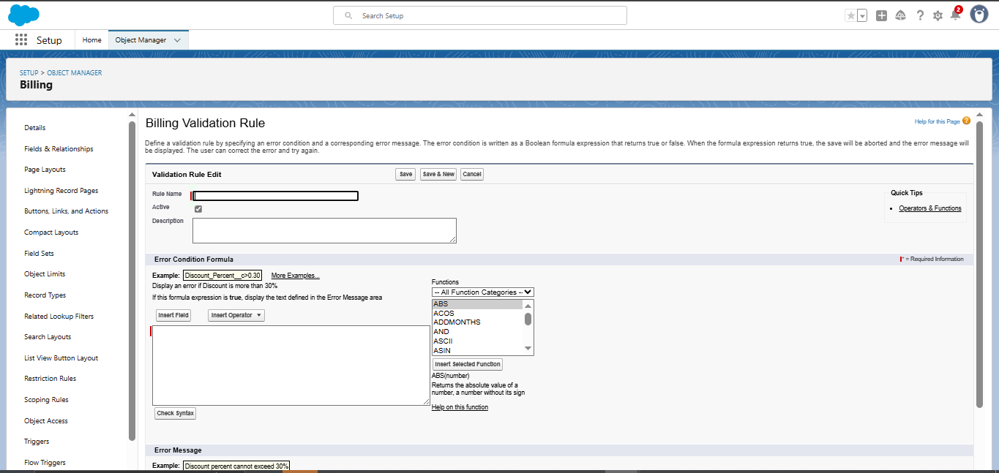 Search Setup
2
Setup
Home
Object Manager
SETUP > OBJECT MANAGER
Billing
Details
Fields & Relationships
Page Layouts
Lightning Record Pages
Buttons, Links, and Actions
Compact Layouts
Field Sets
Object Limits
Record Types
Related Lookup Filters
Search Layouts
List View Button Layout
Restriction Rules
Scoping Rules
Object Access
Triggers
Flow Triggers
Billing Validation Rule
Help for this Page ?
Define a validation rule by specifying an error condition and a corresponding error message. The error condition is written as a Boolean formula expression that returns true or false. When the formula expression returns true, the save will be aborted and the error message will
be displayed. The user can correct the error and try again.
Validation Rule Edit
Save
Save & New
Cancel
Rule Name
Active
Description
Quick Tips
• Operators & Functions
Error Condition Formula
* = Required Information
Example: Discount_Percent__c>0.30 More Examples...
Display an error if Discount is more than 30%
If this formula expression is true, display the text defined in the Error Message area
Insert Field
Insert Operator
Functions
-- All Function Categories --
ABS
ACOS
ADDMONTHS
AND
ASCII
ASIN
Insert Selected Function
ABS(number)
Returns the absolute value of a
number, a number without its sign
Help on this function
Check Syntax
Error Message
Example: Discount percent cannot exceed 30%